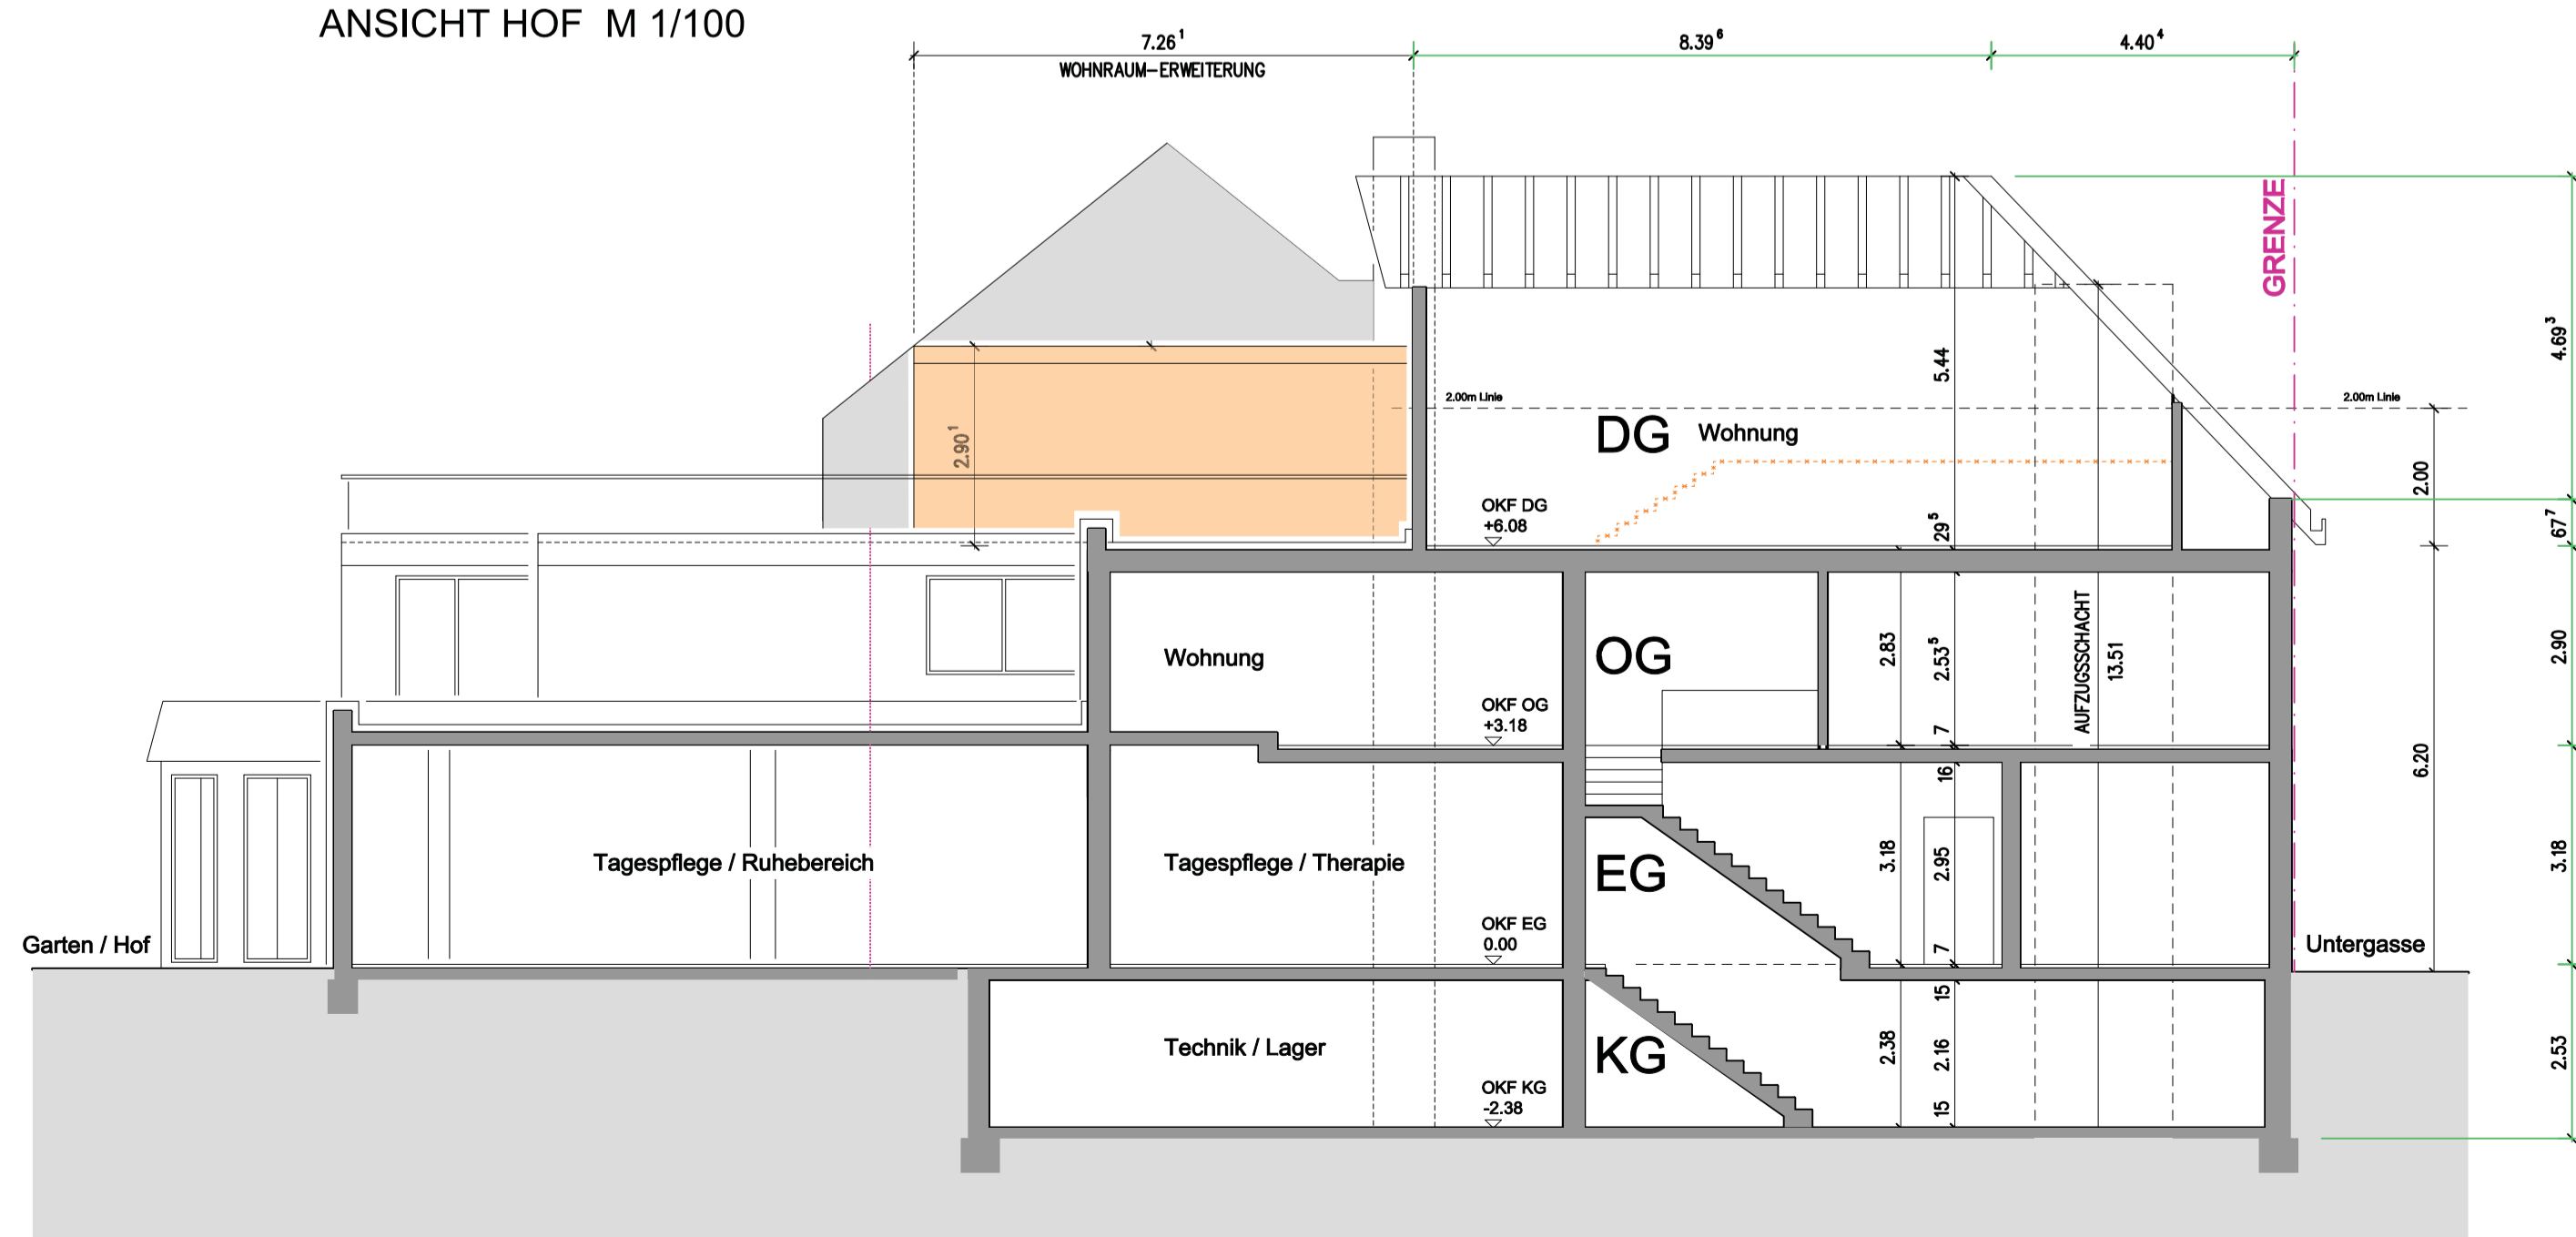 ANSICHT HOF M 1/100
7.26¹
8.39⁶
4.40⁴
WOHNRAUM-ERWEITERUNG
GRENZE
4.69³
5.44
2.00m Linie
2.00m Linie
DG Wohnung
2.90¹
2.00
OKF DG
+6.08
29⁵
67⁷
Wohnung
OG
2.83
2.53⁵
AUFZUGSSCHACHT
13.51
2.90
OKF OG
+3.18
7
16
6.20
Tagespflege / Ruhebereich
Tagespflege / Therapie
EG
3.18
2.95
3.18
Garten / Hof
OKF EG
0.00
7
Untergasse
15
Technik / Lager
KG
2.38
2.16
2.53
OKF KG
-2.38
15